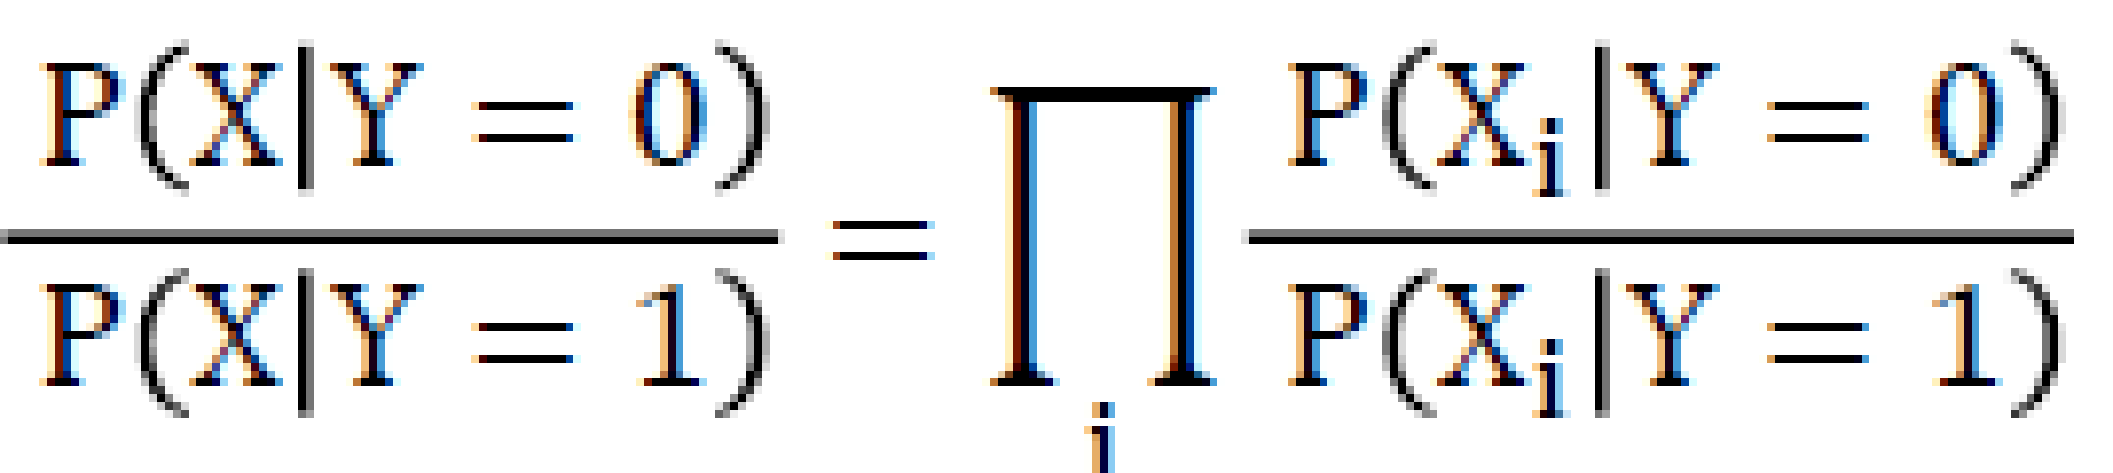 P(X|Y = 0) / P(X|Y = 1) = ∏_i P(X_i|Y = 0) / P(X_i|Y = 1)